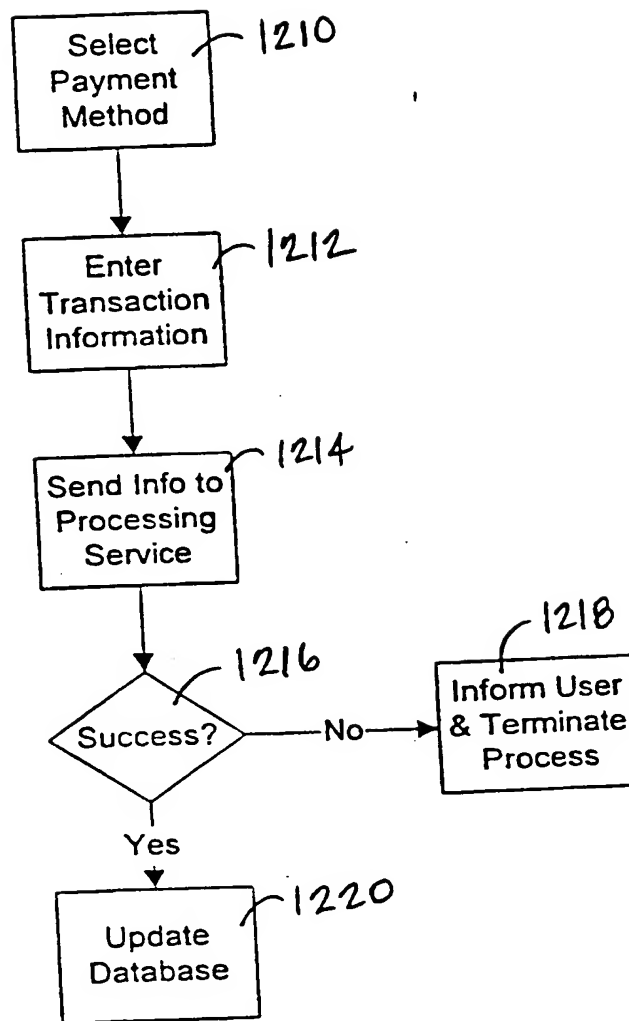 Select
Payment
Method
1210
Enter
Transaction
Information
1212
Send Info to
Processing
Service
1214
Success?
1216
No
Inform User
& Terminate
Process
1218
Yes
Update
Database
1220